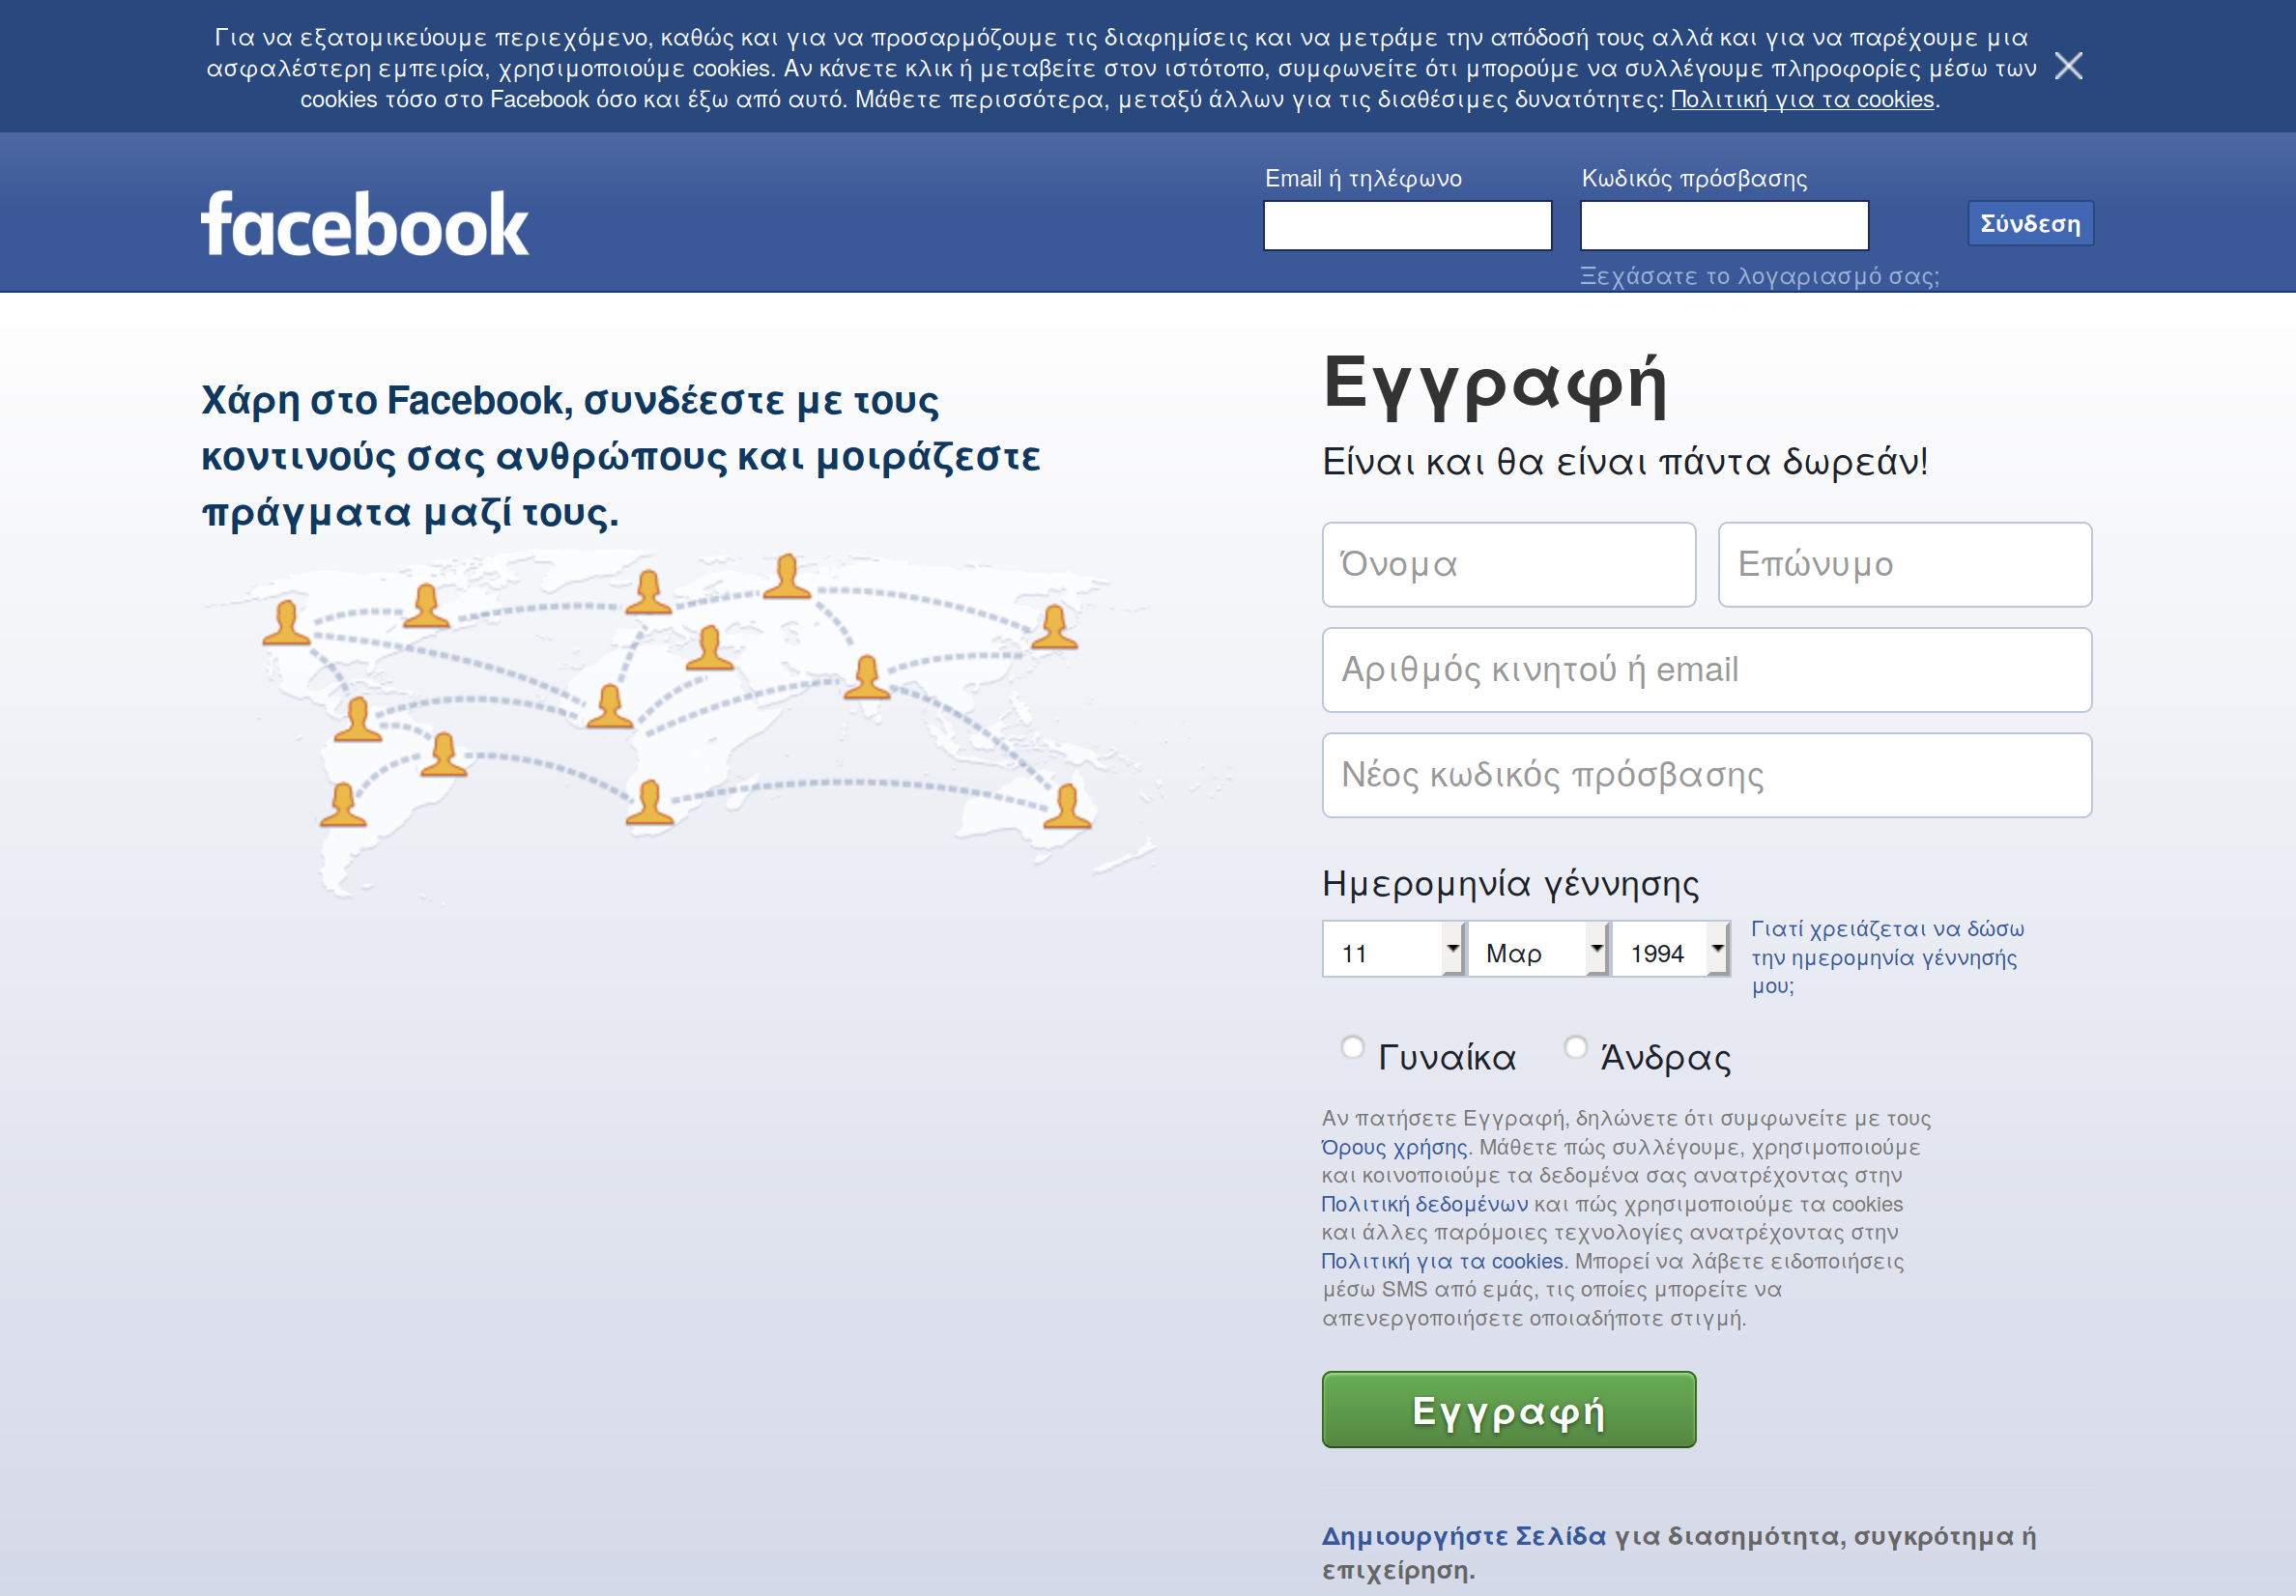 Για να εξατομικεύουμε περιεχόμενο, καθώς και για να προσαρμόζουμε τις διαφημίσεις και να μετράμε την απόδοσή τους αλλά και για να παρέχουμε μια
ασφαλέστερη εμπειρία, χρησιμοποιούμε cookies. Αν κάνετε κλικ ή μεταβείτε στον ιστότοπο, συμφωνείτε ότι μπορούμε να συλλέγουμε πληροφορίες μέσω των
cookies τόσο στο Facebook όσο και έξω από αυτό. Μάθετε περισσότερα, μεταξύ άλλων για τις διαθέσιμες δυνατότητες: Πολιτική για τα cookies.
facebook
Email ή τηλέφωνο
Κωδικός πρόσβασης
Σύνδεση
Ξεχάσατε το λογαριασμό σας;
Χάρη στο Facebook, συνδέεστε με τους
κοντινούς σας ανθρώπους και μοιράζεστε
πράγματα μαζί τους.
Εγγραφή
Είναι και θα είναι πάντα δωρεάν!
Όνομα
Επώνυμο
Αριθμός κινητού ή email
Νέος κωδικός πρόσβασης
Ημερομηνία γέννησης
11
Μαρ
1994
Γιατί χρειάζεται να δώσω
την ημερομηνία γέννησής
μου;
Γυναίκα
Άνδρας
Αν πατήσετε Εγγραφή, δηλώνετε ότι συμφωνείτε με τους
Όρους χρήσης. Μάθετε πώς συλλέγουμε, χρησιμοποιούμε
και κοινοποιούμε τα δεδομένα σας ανατρέχοντας στην
Πολιτική δεδομένων και πώς χρησιμοποιούμε τα cookies
και άλλες παρόμοιες τεχνολογίες ανατρέχοντας στην
Πολιτική για τα cookies. Μπορεί να λάβετε ειδοποιήσεις
μέσω SMS από εμάς, τις οποίες μπορείτε να
απενεργοποιήσετε οποιαδήποτε στιγμή.
Εγγραφή
Δημιουργήστε Σελίδα για διασημότητα, συγκρότημα ή
επιχείρηση.